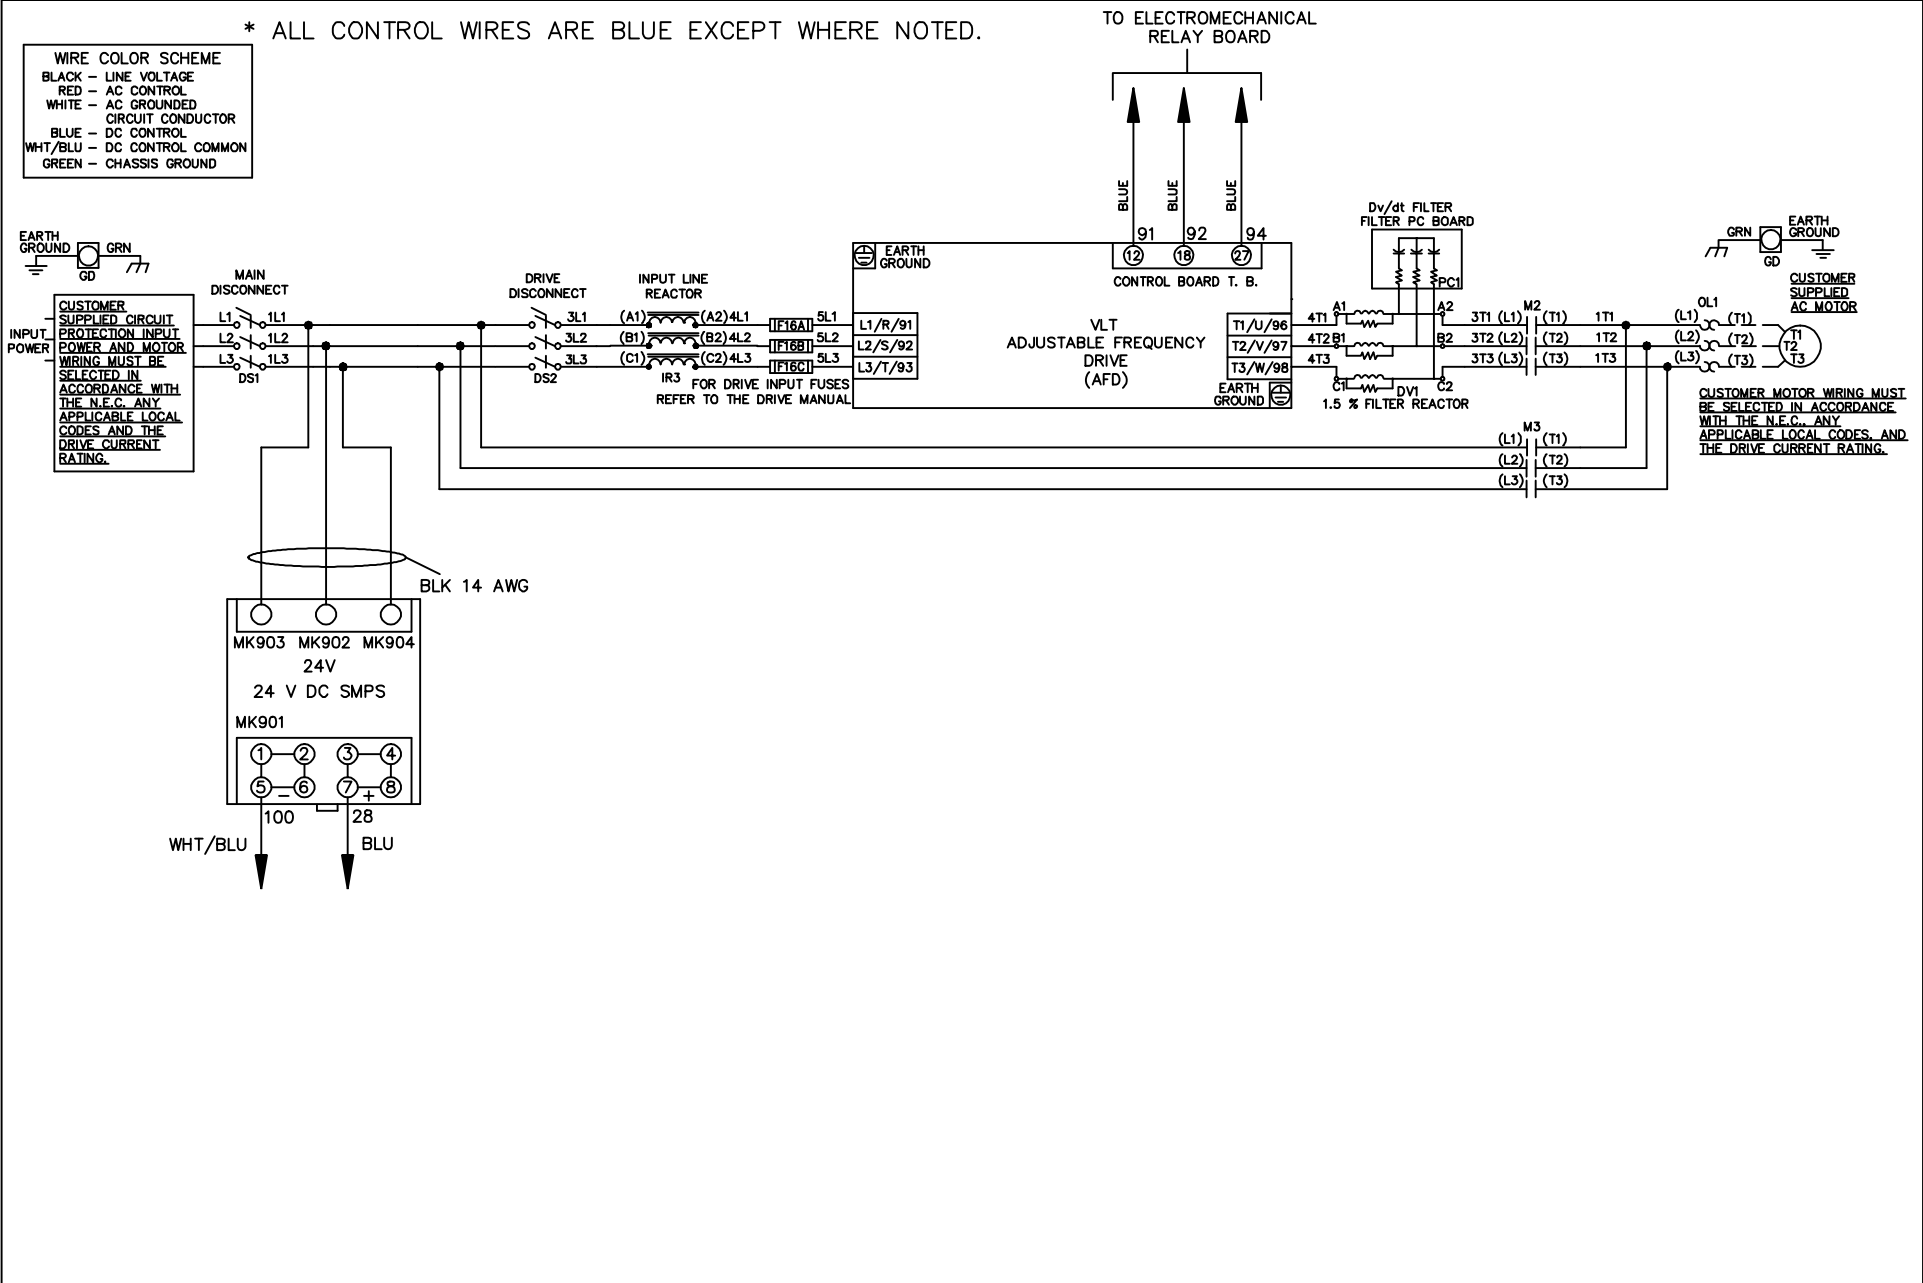 * ALL CONTROL WIRES ARE BLUE EXCEPT WHERE NOTED.
WIRE COLOR SCHEME
BLACK – LINE VOLTAGE
RED – AC CONTROL
WHITE – AC GROUNDED
CIRCUIT CONDUCTOR
BLUE – DC CONTROL
WHT/BLU – DC CONTROL COMMON
GREEN – CHASSIS GROUND
TO ELECTROMECHANICAL
RELAY BOARD
BLUE
BLUE
BLUE
91 92 94
12 18 27
CONTROL BOARD T. B.
EARTH
GROUND
GRN
GD
INPUT
POWER
CUSTOMER
SUPPLIED CIRCUIT
PROTECTION INPUT
POWER AND MOTOR
WIRING MUST BE
SELECTED IN
ACCORDANCE WITH
THE N.E.C. ANY
APPLICABLE LOCAL
CODES AND THE
DRIVE CURRENT
RATING.
MAIN
DISCONNECT
L1 1L1
L2 1L2
L3 1L3
DS1
DRIVE
DISCONNECT
3L1
3L2
3L3
DS2
INPUT LINE
REACTOR
(A1) (A2) 4L1
(B1) (B2) 4L2
(C1) (C2) 4L3
IR3
F16A 5L1
F16B 5L2
F16C 5L3
FOR DRIVE INPUT FUSES
REFER TO THE DRIVE MANUAL
EARTH
GROUND
L1/R/91
L2/S/92
L3/T/93
VLT
ADJUSTABLE FREQUENCY
DRIVE
(AFD)
T1/U/96
T2/V/97
T3/W/98
EARTH
GROUND
Dv/dt FILTER
FILTER PC BOARD
PC1
4T1 A1 A2
4T2 B1 B2
4T3 C1 C2
DV1
1.5 % FILTER REACTOR
M2
3T1 (L1) (T1) 1T1
3T2 (L2) (T2) 1T2
3T3 (L3) (T3) 1T3
M3
(L1) (T1)
(L2) (T2)
(L3) (T3)
OL1
(L1) (T1)
(L2) (T2)
(L3) (T3)
T1
T2
T3
GRN
EARTH
GROUND
GD
CUSTOMER
SUPPLIED
AC MOTOR
CUSTOMER MOTOR WIRING MUST
BE SELECTED IN ACCORDANCE
WITH THE N.E.C., ANY
APPLICABLE LOCAL CODES, AND
THE DRIVE CURRENT RATING.
BLK 14 AWG
MK903 MK902 MK904
24V
24 V DC SMPS
MK901
1 2 3 4
5 6 7 8
– +
100 28
WHT/BLU BLU